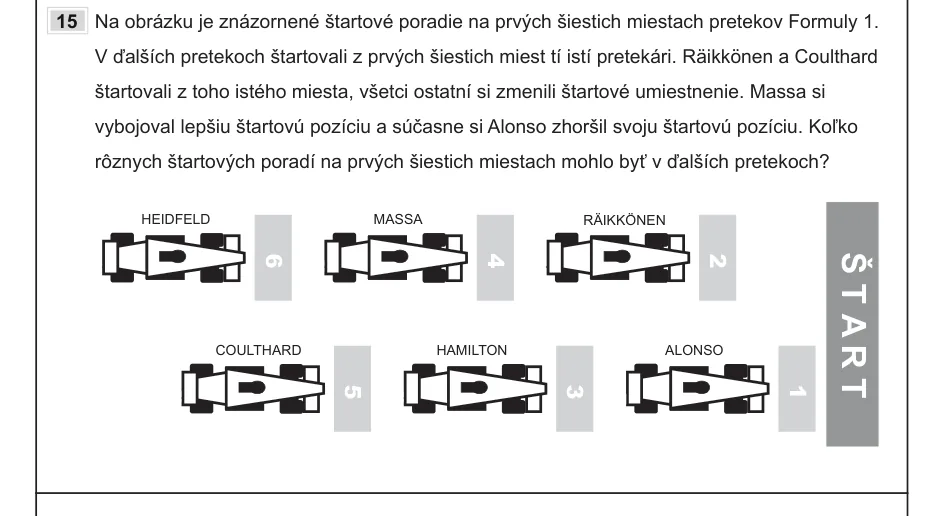 15 Na obrázku je znázornené štartové poradie na prvých šiestich miestach pretekov Formuly 1.
V ďalších pretekoch štartovali z prvých šiestich miest tí istí pretekári. Räikkönen a Coulthard
štartovali z toho istého miesta, všetci ostatní si zmenili štartové umiestnenie. Massa si
vybojoval lepšiu štartovú pozíciu a súčasne si Alonso zhoršil svoju štartovú pozíciu. Koľko
rôznych štartových poradí na prvých šiestich miestach mohlo byť v ďalších pretekoch?
HEIDFELD MASSA RÄIKKÖNEN
6 4 2
ŠTART
COULTHARD HAMILTON ALONSO
5 3 1